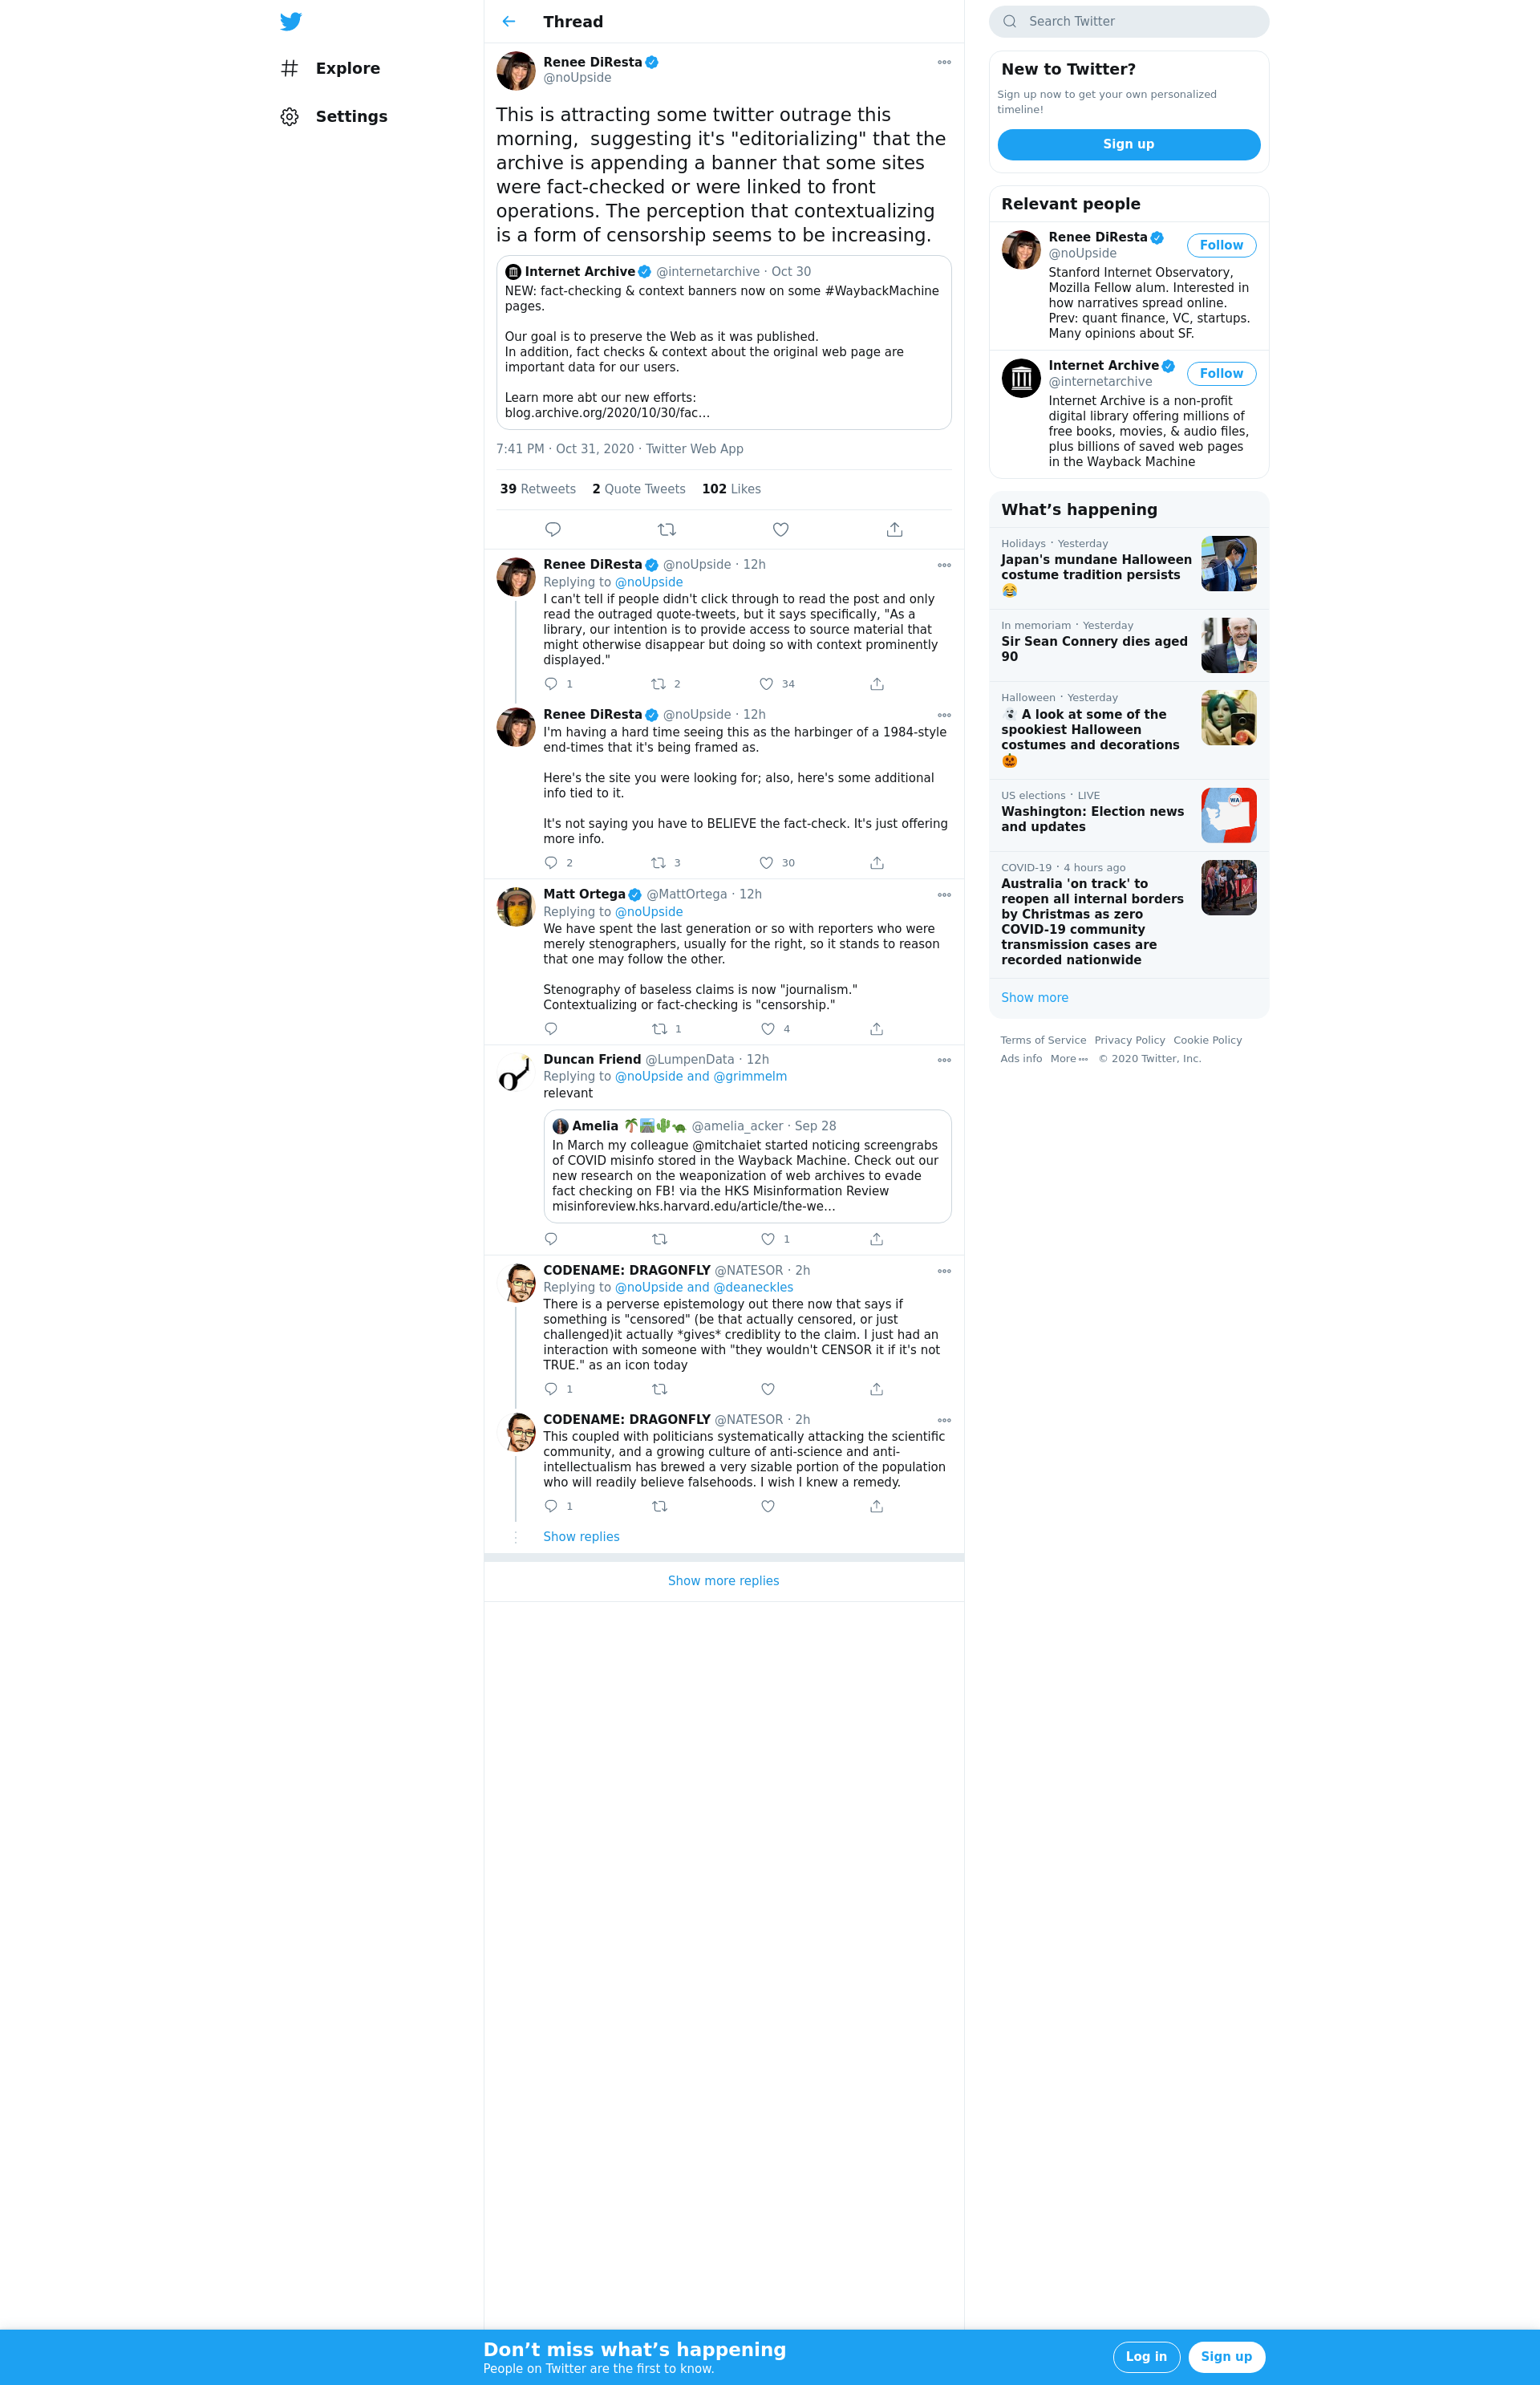 Explore
Settings
Thread
Renee DiResta
@noUpside
This is attracting some twitter outrage this
morning,  suggesting it's "editorializing" that the
archive is appending a banner that some sites
were fact-checked or were linked to front
operations. The perception that contextualizing
is a form of censorship seems to be increasing.
Internet Archive @internetarchive · Oct 30
NEW: fact-checking & context banners now on some #WaybackMachine
pages.
Our goal is to preserve the Web as it was published.
In addition, fact checks & context about the original web page are
important data for our users.
Learn more abt our new efforts:
blog.archive.org/2020/10/30/fac…
7:41 PM · Oct 31, 2020 · Twitter Web App
39 Retweets 2 Quote Tweets 102 Likes
Renee DiResta @noUpside · 12h
Replying to @noUpside
I can't tell if people didn't click through to read the post and only
read the outraged quote-tweets, but it says specifically, "As a
library, our intention is to provide access to source material that
might otherwise disappear but doing so with context prominently
displayed."
1 2 34
Renee DiResta @noUpside · 12h
I'm having a hard time seeing this as the harbinger of a 1984-style
end-times that it's being framed as.
Here's the site you were looking for; also, here's some additional
info tied to it.
It's not saying you have to BELIEVE the fact-check. It's just offering
more info.
2 3 30
Matt Ortega @MattOrtega · 12h
Replying to @noUpside
We have spent the last generation or so with reporters who were
merely stenographers, usually for the right, so it stands to reason
that one may follow the other.
Stenography of baseless claims is now "journalism."
Contextualizing or fact-checking is "censorship."
1 4
Duncan Friend @LumpenData · 12h
Replying to @noUpside and @grimmelm
relevant
Amelia 🌴🛣️🌵🐢 @amelia_acker · Sep 28
In March my colleague @mitchaiet started noticing screengrabs
of COVID misinfo stored in the Wayback Machine. Check out our
new research on the weaponization of web archives to evade
fact checking on FB! via the HKS Misinformation Review
misinforeview.hks.harvard.edu/article/the-we…
1
CODENAME: DRAGONFLY @NATESOR · 2h
Replying to @noUpside and @deaneckles
There is a perverse epistemology out there now that says if
something is "censored" (be that actually censored, or just
challenged)it actually *gives* crediblity to the claim. I just had an
interaction with someone with "they wouldn't CENSOR it if it's not
TRUE." as an icon today
1
CODENAME: DRAGONFLY @NATESOR · 2h
This coupled with politicians systematically attacking the scientific
community, and a growing culture of anti-science and anti-
intellectualism has brewed a very sizable portion of the population
who will readily believe falsehoods. I wish I knew a remedy.
1
Show replies
Show more replies
Search Twitter
New to Twitter?
Sign up now to get your own personalized
timeline!
Sign up
Relevant people
Renee DiResta
@noUpside
Follow
Stanford Internet Observatory,
Mozilla Fellow alum. Interested in
how narratives spread online.
Prev: quant finance, VC, startups.
Many opinions about SF.
Internet Archive
@internetarchive
Follow
Internet Archive is a non-profit
digital library offering millions of
free books, movies, & audio files,
plus billions of saved web pages
in the Wayback Machine
What’s happening
Holidays · Yesterday
Japan's mundane Halloween
costume tradition persists
😂
In memoriam · Yesterday
Sir Sean Connery dies aged
90
Halloween · Yesterday
👻 A look at some of the
spookiest Halloween
costumes and decorations
🎃
US elections · LIVE
Washington: Election news
and updates
WA
COVID-19 · 4 hours ago
Australia 'on track' to
reopen all internal borders
by Christmas as zero
COVID-19 community
transmission cases are
recorded nationwide
Show more
Terms of Service Privacy Policy Cookie Policy
Ads info More © 2020 Twitter, Inc.
Don’t miss what’s happening
People on Twitter are the first to know.
Log in
Sign up